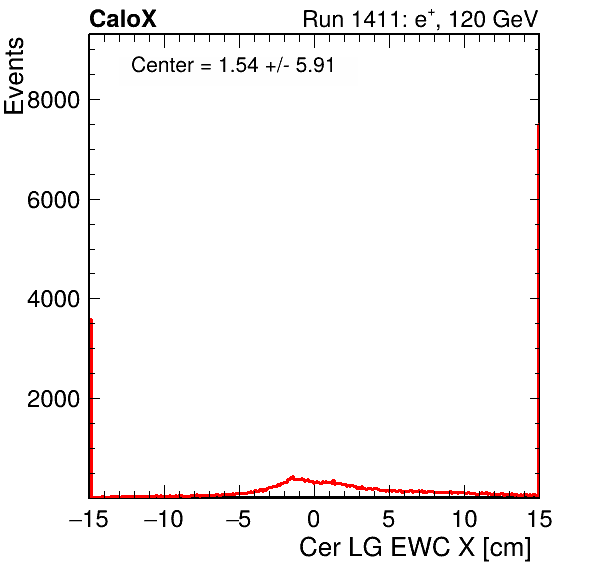 CaloX Run 1411: e+, 120 GeV
Center = 1.54 +/- 5.91
Events
8000
6000
4000
2000
−15 −10 −5 0 5 10 15
Cer LG EWC X [cm]